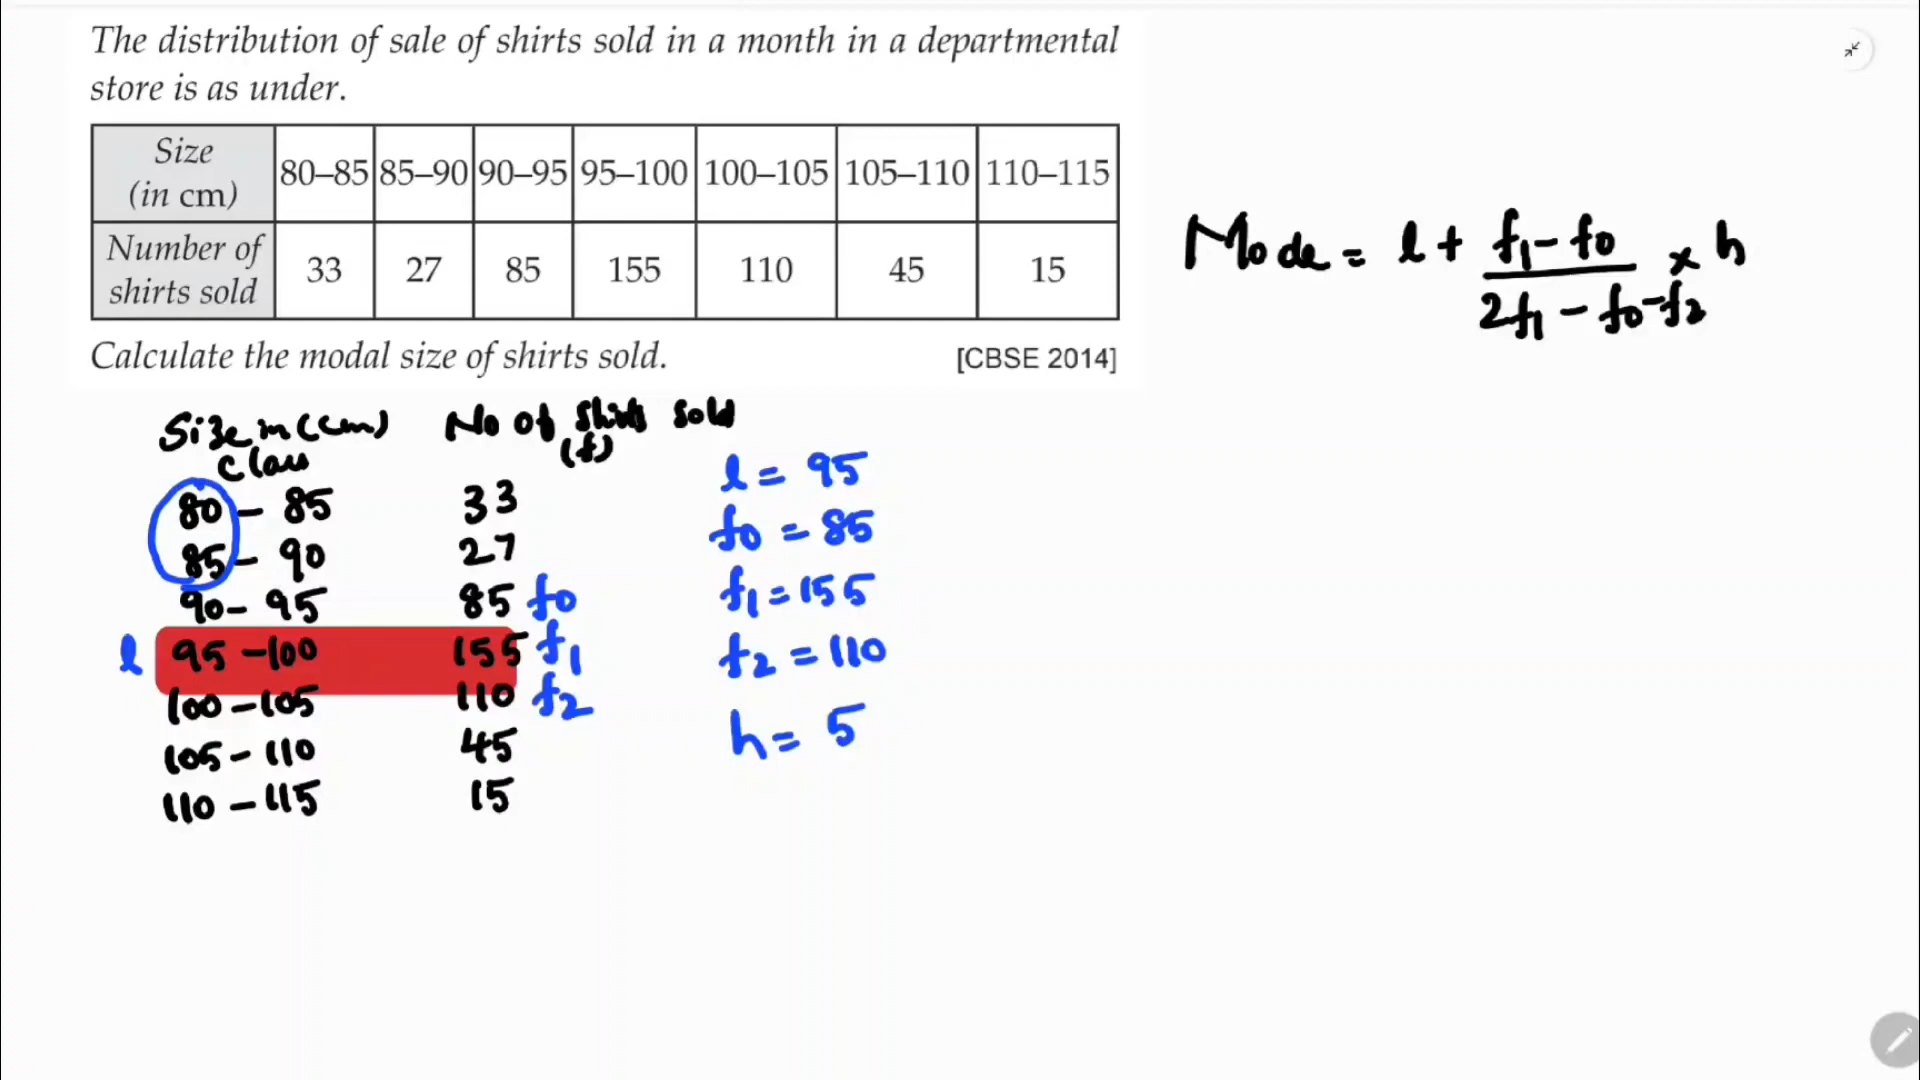 The distribution of sale of shirts sold in a month in a departmental
store is as under.
Size (in cm) 80–85 85–90 90–95 95–100 100–105 105–110 110–115
Number of shirts sold 33 27 85 155 110 45 15
Calculate the modal size of shirts sold. [CBSE 2014]
Mode = l + f1 - f0 / 2f1 - f0 - f2 × h
Size in (cm) No of shirts sold
class (f)
80 - 85 33
85 - 90 27
90 - 95 85 f0
l 95 - 100 155 f1
100 - 105 110 f2
105 - 110 45
110 - 115 15
l = 95
f0 = 85
f1 = 155
f2 = 110
h = 5